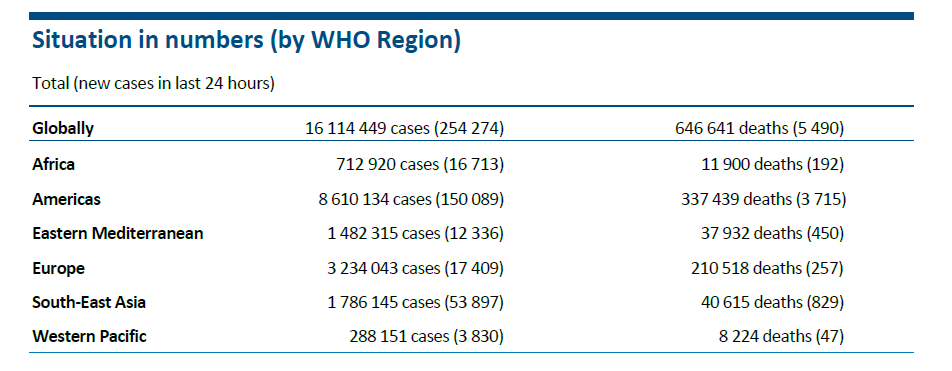 Situation in numbers (by WHO Region)
Total (new cases in last 24 hours)
Globally 16 114 449 cases (254 274) 646 641 deaths (5 490)
Africa 712 920 cases (16 713) 11 900 deaths (192)
Americas 8 610 134 cases (150 089) 337 439 deaths (3 715)
Eastern Mediterranean 1 482 315 cases (12 336) 37 932 deaths (450)
Europe 3 234 043 cases (17 409) 210 518 deaths (257)
South-East Asia 1 786 145 cases (53 897) 40 615 deaths (829)
Western Pacific 288 151 cases (3 830) 8 224 deaths (47)